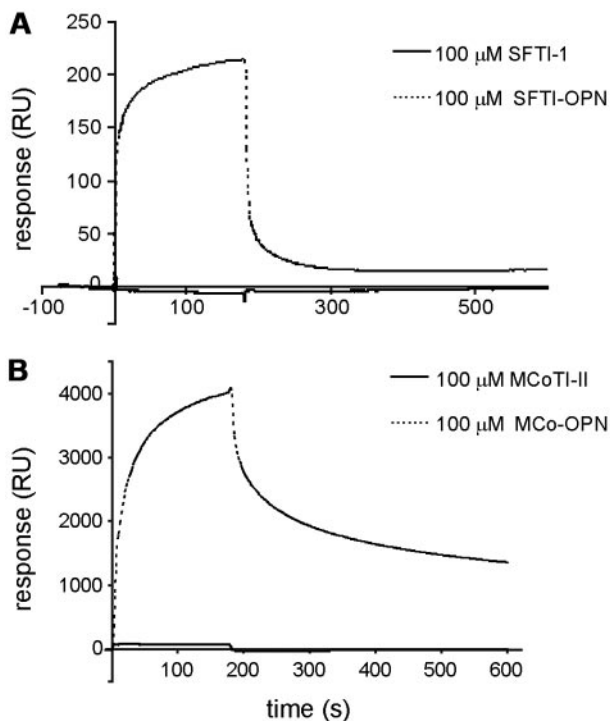 A
250
200
150
100
50
0
-100
100
300
500
response (RU)
100 μM SFTI-1
100 μM SFTI-OPN
B
4000
3000
2000
1000
0
100
200
300
400
500
600
response (RU)
100 μM MCoTI-II
100 μM MCo-OPN
time (s)